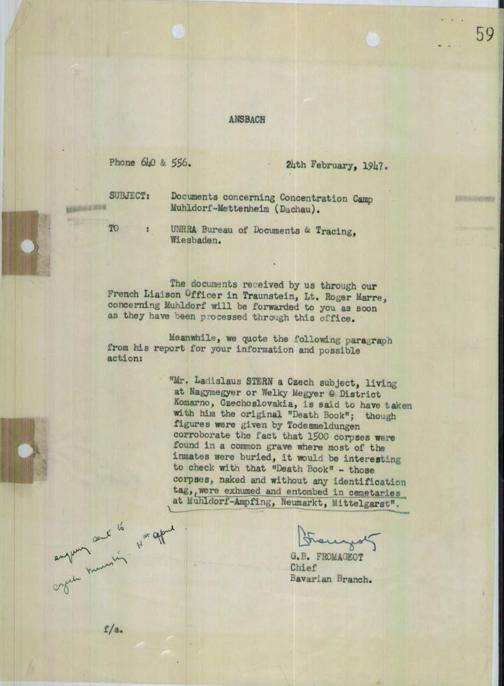 59
ANSBACH
Phone 640 & 556.
24th February, 1947.
SUBJECT: Documents concerning Concentration Camp
Muhldorf-Mettenheim (Dachau).
TO : UNRRA Bureau of Documents & Tracing,
Wiesbaden.
The documents received by us through our
French Liaison Officer in Traunstein, Lt. Roger Marre,
concerning Muhldorf will be forwarded to you as soon
as they have been processed through this office.
Meanwhile, we quote the following paragraph
from his report for your information and possible
action:
"Mr. Ladislaus STERN a Czech subject, living
at Nagymegyer or Welky Megyer District
Komarno, Czechoslovakia, is said to have taken
with him the original "Death Book"; though
figures were given by Todesmeldungen
corroborate the fact that 1500 corpses were
found in a common grave where most of the
inmates were buried, it would be interesting
to check with that "Death Book" - those
corpses, naked and without any identification
tag, were exhumed and entombed in cemetaries
at Muhldorf-Ampfing, Neumarkt, Mittelgarst".
enquiry sent to
Czech 11th April.
G.B. FROMAGEOT
Chief
Bavarian Branch.
f/a.